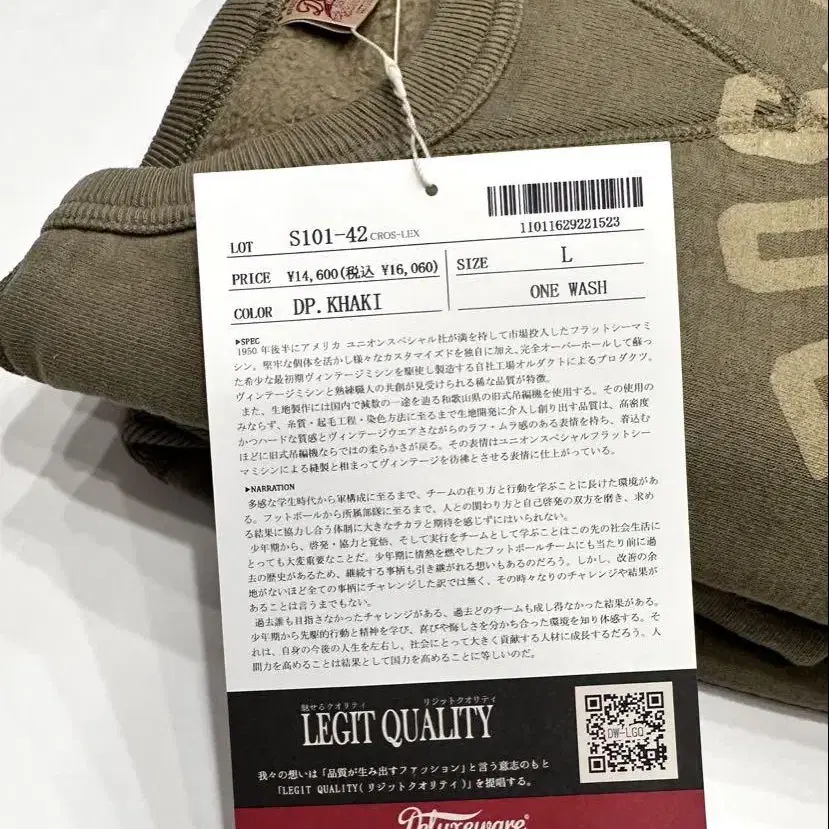 11011629221523
LOT S101-42 CROS-LEX
PRICE ¥14,600(税込 ¥16,060)
SIZE L
COLOR DP.KHAKI
ONE WASH
▶SPEC
1950 年後半にアメリカ ユニオンスペシャル社が満を持して市場投入したフラットシーマミ
シン。堅牢な個体を活かし様々なカスタマイズドを独自に加え、完全オーバーホールして蘇っ
た希少な最初期ヴィンテージミシンを駆使し製造する自社工場オルダクトによるプロダクツ。
ヴィンテージミシンと熟練職人の共創が見受けられる稀な品質が特徴。
また、生地製作には国内で減数の一途を辿る和歌山県の旧式吊編機を使用する。その使用の
みならず、糸質・起毛工程・染色方法に至るまで生地開発に介入し創り出す品質は、高密度
かつハードな質感とヴィンテージウエアさながらのラフ・ムラ感のある表情を持ち、着込む
ほどに旧式吊編機ならではの柔らかさが戻る。その表情はユニオンスペシャルフラットシー
マミシンによる縫製と相まってヴィンテージを彷彿とさせる表情に仕上がっている。
▶NARRATION
多感な学生時代から軍構成に至るまで、チームの在り方と行動を学ぶことに長けた環境があ
る。フットボールから所属部隊に至るまで、人との関わり方と自己啓発の双方を磨き、求め
る結果に協力し合う体制に大きなチカラと期待を感じずにはいられない。
少年期から、啓発・協力と覚悟、そして実行をチームとして学ぶことはこの先の社会生活に
とっても大変重要なことだ。少年期に情熱を燃やしたフットボールチームにも当たり前に過
去の歴史があるため、継続する事柄も引き継がれる想いもあるのだろう。しかし、改善の余
地がないほど全ての事柄にチャレンジした訳では無く、その時々なりのチャレンジや結果が
あることは言うまでもない。
過去誰も目指さなかったチャレンジがある、過去どのチームも成し得なかった結果がある。
少年期から先駆的行動と精神を学び、喜びや悔しさを分かち合った環境を知り体感する。そ
れは、自身の今後の人生を左右し、社会にとって大きく貢献する人材に成長するだろう。人
間力を高めることは結果として国力を高めることに等しいのだ。
魅せるクオリティ リジットクオリティ
LEGIT QUALITY
DW-LGQ
我々の想いは「品質が生み出すファッション」と言う意志のもと
「LEGIT QUALITY(リジットクオリティ)」を提唱する。
Deluxeware®